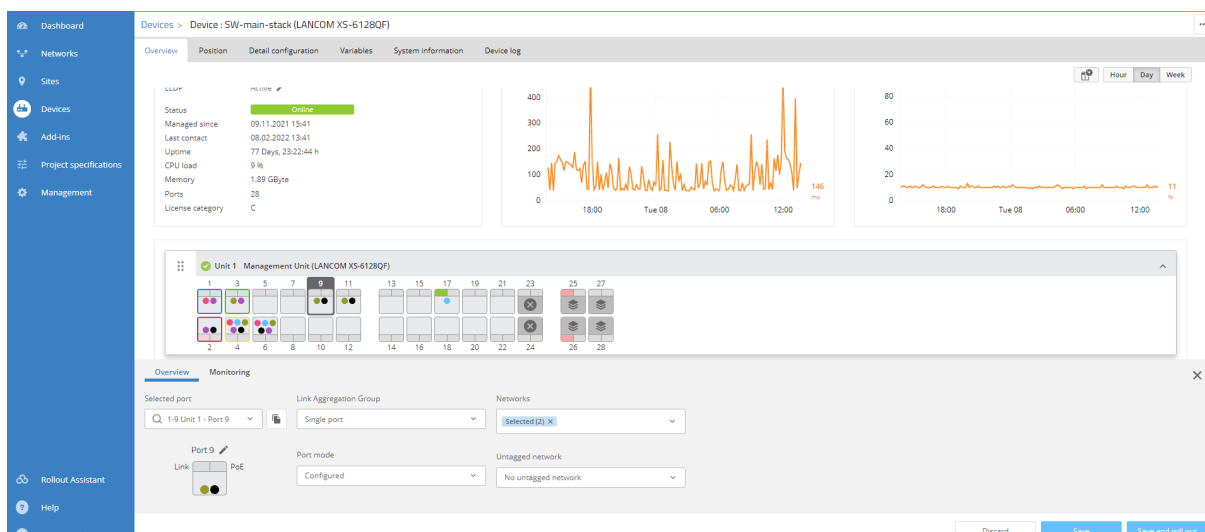 Dashboard
Networks
Sites
Devices
Add-ins
Project specifications
Management
Rollout Assistant
Help
Devices > Device : SW-main-stack (LANCOM XS-6128QF)
Overview Position Detail configuration Variables System information Device log
Hour Day Week
LLDP Active
Status Online
Managed since 09.11.2021 15:41
Last contact 08.02.2022 13:41
Uptime 77 Days, 23:22:44 h
CPU load 9 %
Memory 1.89 GByte
Ports 28
License category C
400
300
200
100
0
18:00 Tue 08 06:00 12:00
146
ms
80
60
40
20
0
18:00 Tue 08 06:00 12:00
11
%
Unit 1 Management Unit (LANCOM XS-6128QF)
1 3 5 7 9 11 13 15 17 19 21 23 25 27
2 4 6 8 10 12 14 16 18 20 22 24 26 28
Overview Monitoring
Selected port Link Aggregation Group Networks
1-9 Unit 1 - Port 9 Single port Selected (2) ×
Port 9 Port mode Untagged network
Link PoE
Configured No untagged network
Discard Save Save and roll out